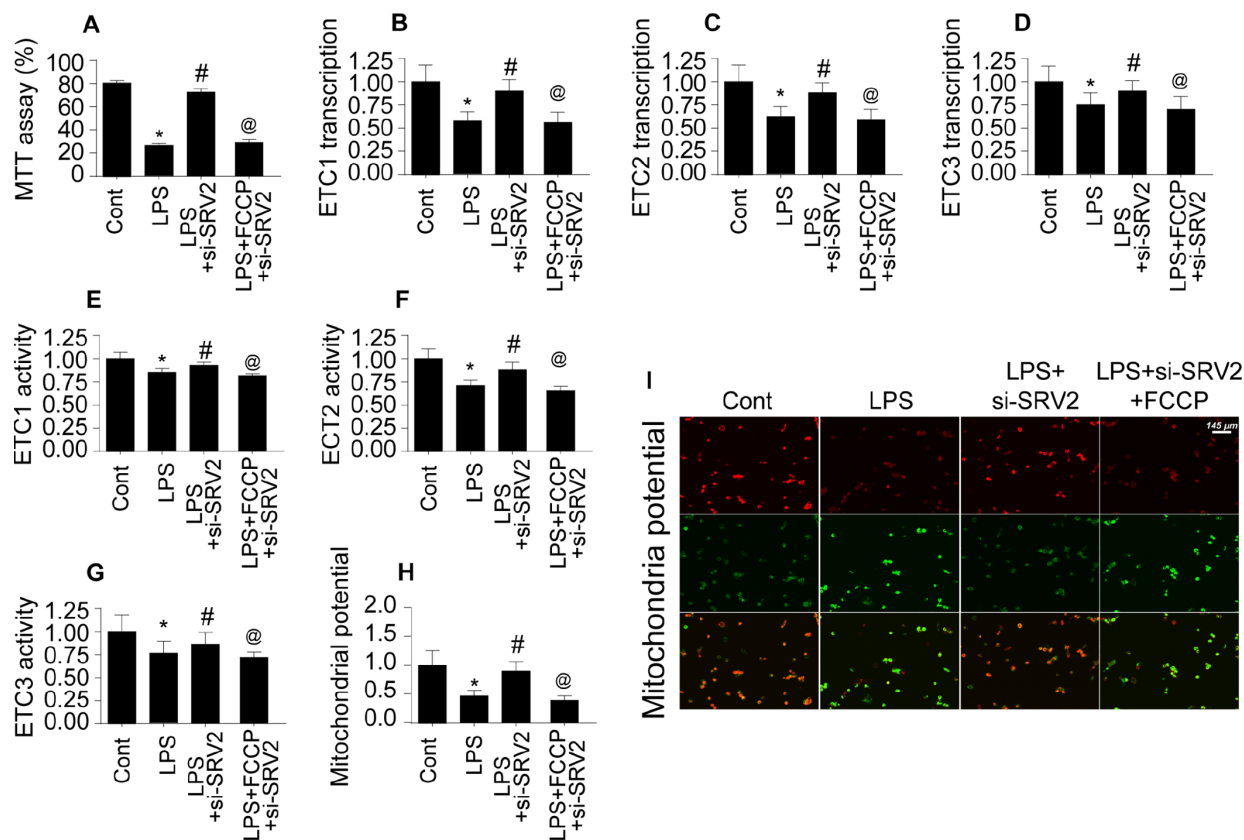 A
MTT assay (%)
100
80
60
40
20
0
*
#
@
Cont
LPS
LPS
+si-SRV2
LPS+FCCP
+si-SRV2
B
ETC1 transcription
1.25
1.00
0.75
0.50
0.25
0.00
*
#
@
Cont
LPS
LPS
+si-SRV2
LPS+FCCP
+si-SRV2
C
ETC2 transcription
1.25
1.00
0.75
0.50
0.25
0.00
*
#
@
Cont
LPS
LPS
+si-SRV2
LPS+FCCP
+si-SRV2
D
ETC3 transcription
1.25
1.00
0.75
0.50
0.25
0.00
*
#
@
Cont
LPS
LPS
+si-SRV2
LPS+FCCP
+si-SRV2
E
ETC1 activity
1.25
1.00
0.75
0.50
0.00
*
#
@
Cont
LPS
LPS
+si-SRV2
LPS+FCCP
+si-SRV2
F
ECT2 activity
1.25
1.00
0.75
0.50
0.00
*
#
@
Cont
LPS
LPS
+si-SRV2
LPS+FCCP
+si-SRV2
G
ETC3 activity
1.25
1.00
0.75
0.50
0.25
0.00
*
#
@
Cont
LPS
LPS
+si-SRV2
LPS+FCCP
+si-SRV2
H
Mitochondrial potential
2.0
1.0
0.5
0.0
*
#
@
Cont
LPS
LPS
+si-SRV2
LPS+FCCP
+si-SRV2
I
Mitochondria potential
Cont
LPS
LPS+
si-SRV2
LPS+si-SRV2
+FCCP
145 µm